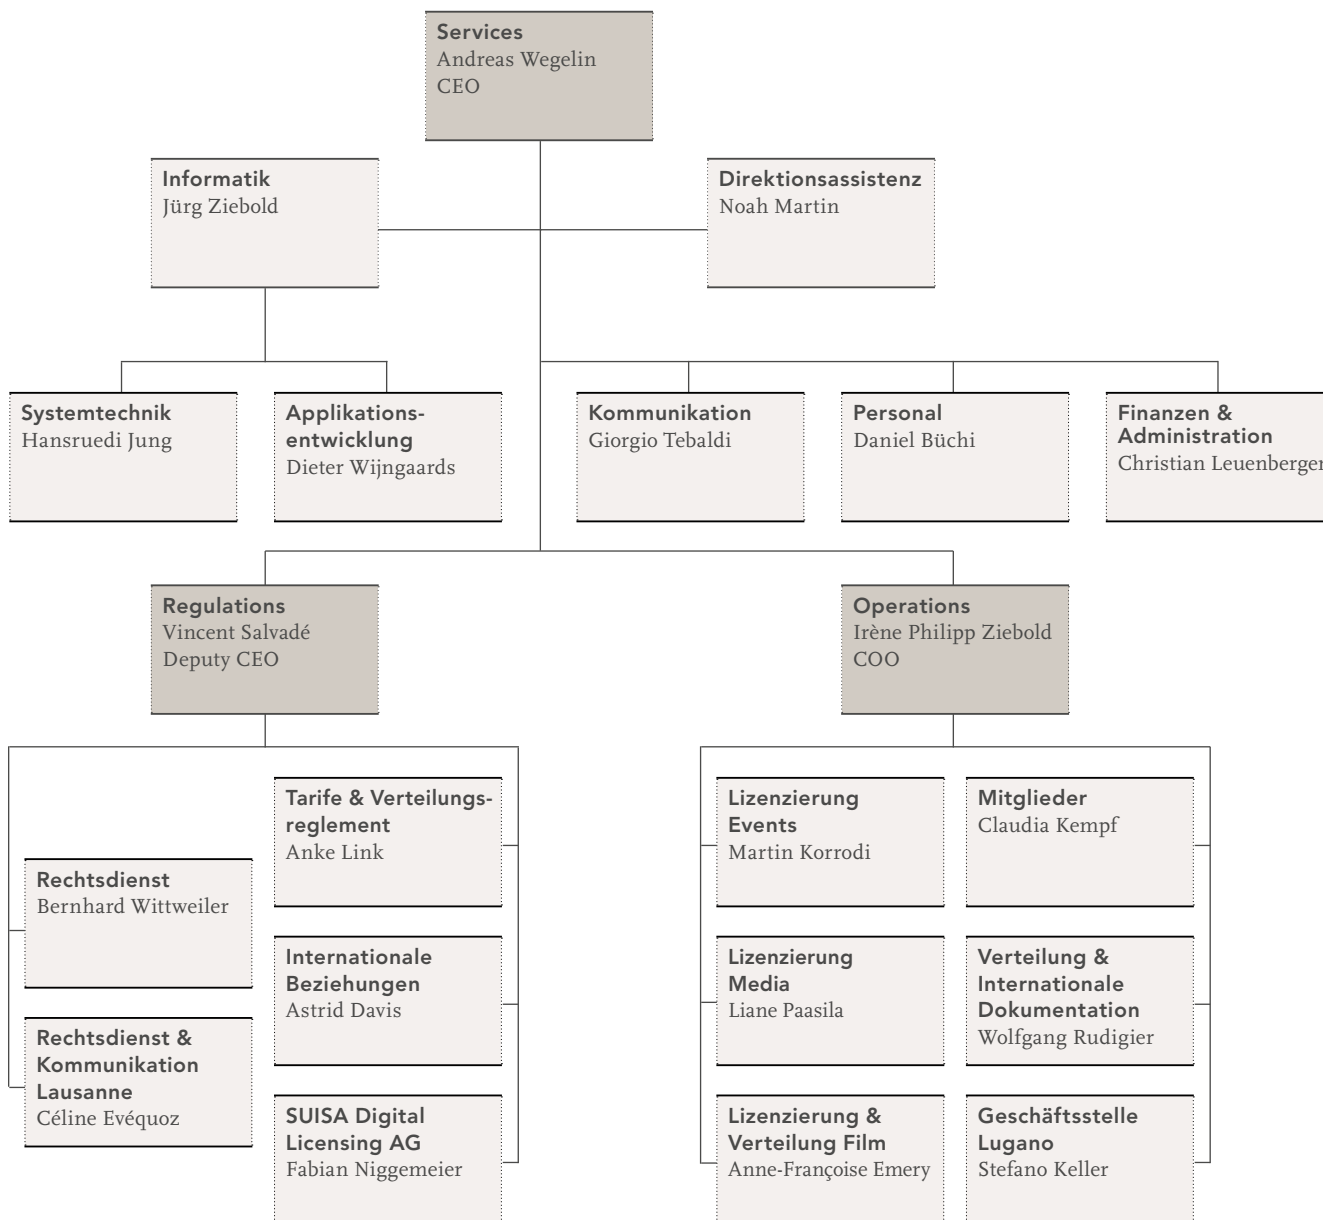 Services
Andreas Wegelin
CEO
Informatik
Jürg Ziebold
Direktionsassistenz
Noah Martin
Systemtechnik
Hansruedi Jung
Applikations-
entwicklung
Dieter Wijngaards
Kommunikation
Giorgio Tebaldi
Personal
Daniel Büchi
Finanzen &
Administration
Christian Leuenberger
Regulations
Vincent Salvadé
Deputy CEO
Operations
Irène Philipp Ziebold
COO
Rechtsdienst
Bernhard Wittweiler
Rechtsdienst &
Kommunikation
Lausanne
Céline Evéquoz
Tarife & Verteilungs-
reglement
Anke Link
Internationale
Beziehungen
Astrid Davis
SUISA Digital
Licensing AG
Fabian Niggemeier
Lizenzierung
Events
Martin Korrodi
Lizenzierung
Media
Liane Paasila
Lizenzierung &
Verteilung Film
Anne-Françoise Emery
Mitglieder
Claudia Kempf
Verteilung &
Internationale
Dokumentation
Wolfgang Rudigier
Geschäftsstelle
Lugano
Stefano Keller